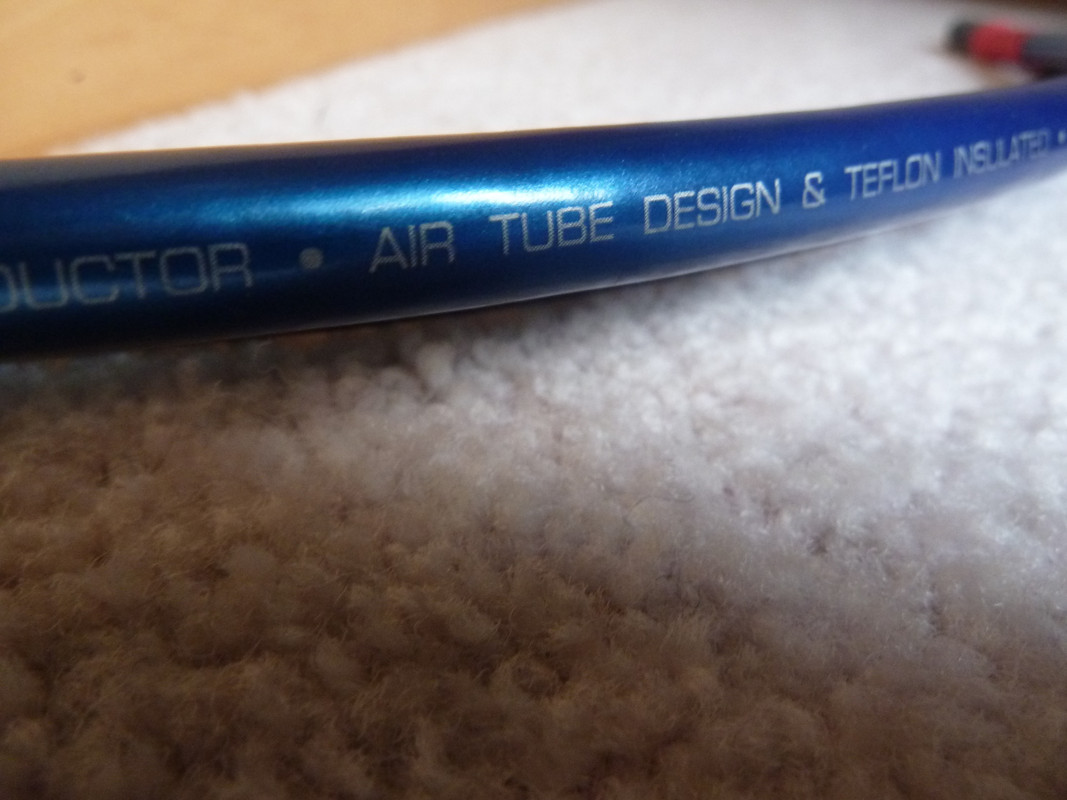 DUCTOR • AIR TUBE DESIGN & TEFLON INSULATED •